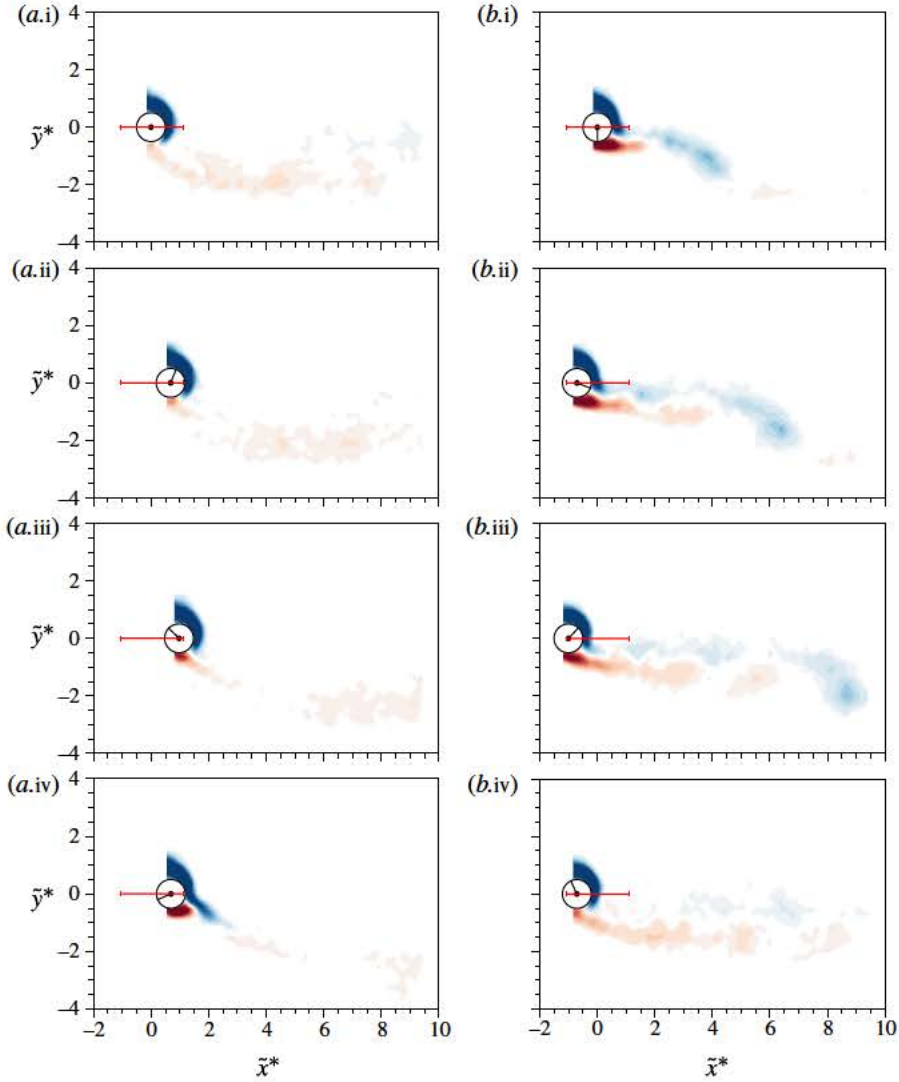 (a.i) (b.i)
4
2
ỹ* 0
−2
−4
(a.ii) (b.ii)
4
2
ỹ* 0
−2
−4
(a.iii) (b.iii)
4
2
ỹ* 0
−2
−4
(a.iv) (b.iv)
4
2
ỹ* 0
−2
−4
−2 0 2 4 6 8 10 −2 0 2 4 6 8 10
x̃* x̃*